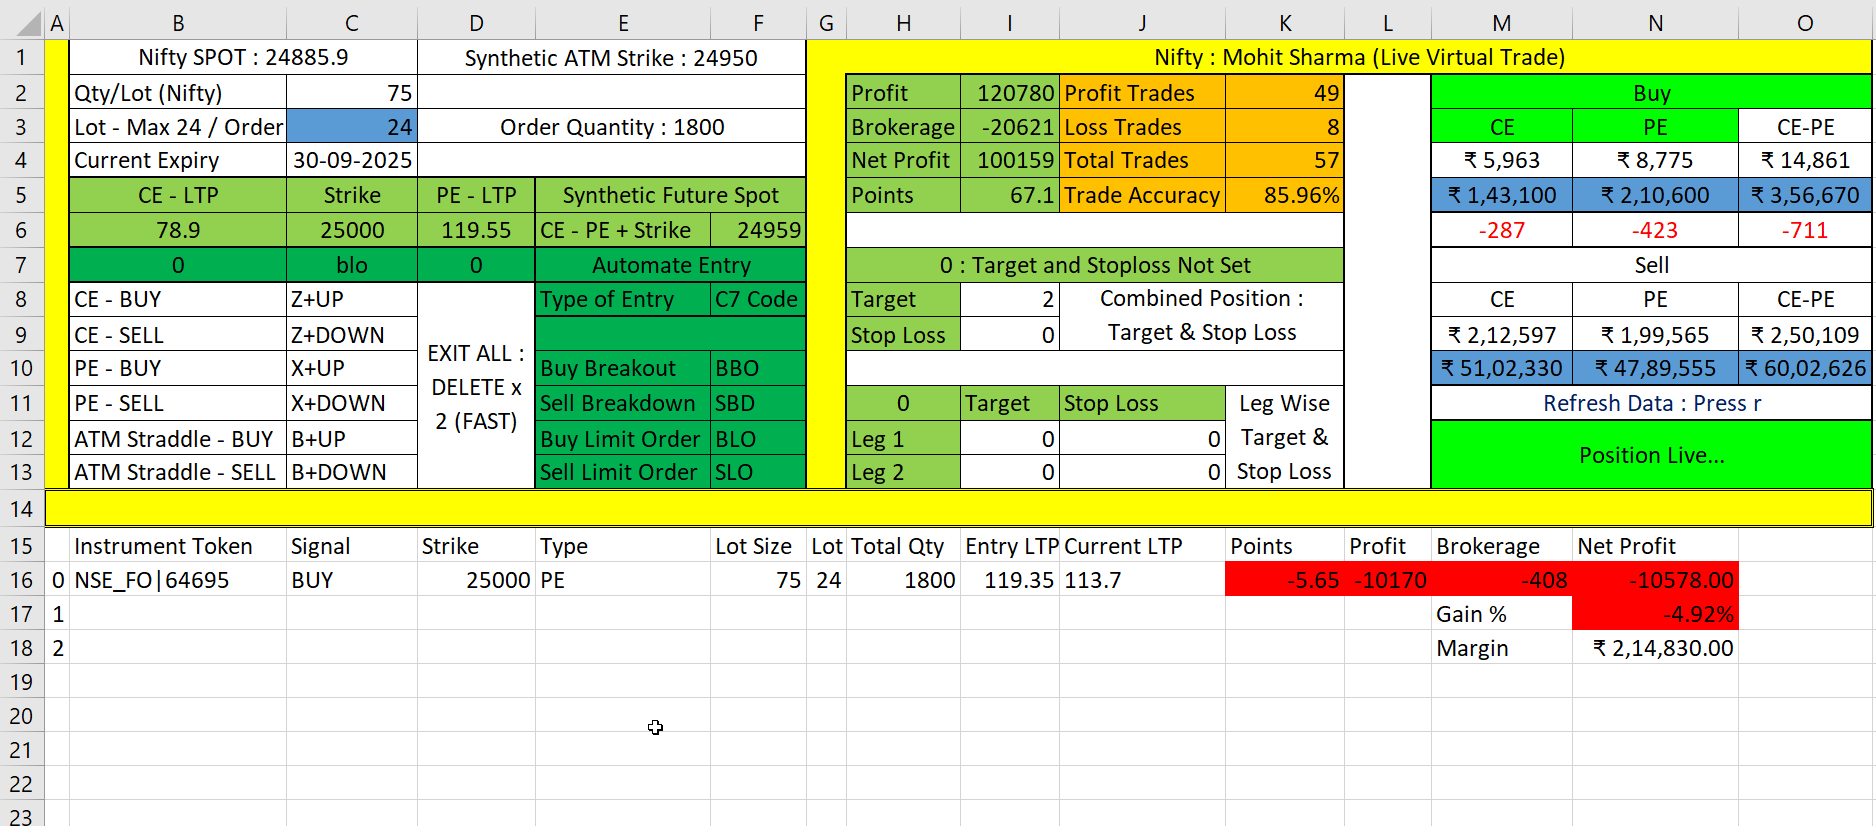 A B C D E F G H I J K L M N O
1 Nifty SPOT : 24885.9 Synthetic ATM Strike : 24950 Nifty : Mohit Sharma (Live Virtual Trade)
2 Qty/Lot (Nifty) 75 Profit 120780 Profit Trades 49 Buy
3 Lot - Max 24 / Order 24 Order Quantity : 1800 Brokerage -20621 Loss Trades 8 CE PE CE-PE
4 Current Expiry 30-09-2025 Net Profit 100159 Total Trades 57 ₹ 5,963 ₹ 8,775 ₹ 14,861
5 CE - LTP Strike PE - LTP Synthetic Future Spot Points 67.1 Trade Accuracy 85.96% ₹ 1,43,100 ₹ 2,10,600 ₹ 3,56,670
6 78.9 25000 119.55 CE - PE + Strike 24959 -287 -423 -711
7 0 blo 0 Automate Entry 0 : Target and Stoploss Not Set Sell
8 CE - BUY Z+UP Type of Entry C7 Code Target 2 Combined Position : CE PE CE-PE
9 CE - SELL Z+DOWN Stop Loss 0 Target & Stop Loss ₹ 2,12,597 ₹ 1,99,565 ₹ 2,50,109
EXIT ALL :
10 PE - BUY X+UP Buy Breakout BBO ₹ 51,02,330 ₹ 47,89,555 ₹ 60,02,626
DELETE x
11 PE - SELL X+DOWN Sell Breakdown SBD 0 Target Stop Loss Leg Wise Refresh Data : Press r
2 (FAST)
12 ATM Straddle - BUY B+UP Buy Limit Order BLO Leg 1 0 0 Target &
Position Live...
13 ATM Straddle - SELL B+DOWN Sell Limit Order SLO Leg 2 0 0 Stop Loss
14
15 Instrument Token Signal Strike Type Lot Size Lot Total Qty Entry LTP Current LTP Points Profit Brokerage Net Profit
16 0 NSE_FO|64695 BUY 25000 PE 75 24 1800 119.35 113.7 -5.65 -10170 -408 -10578.00
17 1 Gain % -4.92%
18 2 Margin ₹ 2,14,830.00
19
20
21
22
23